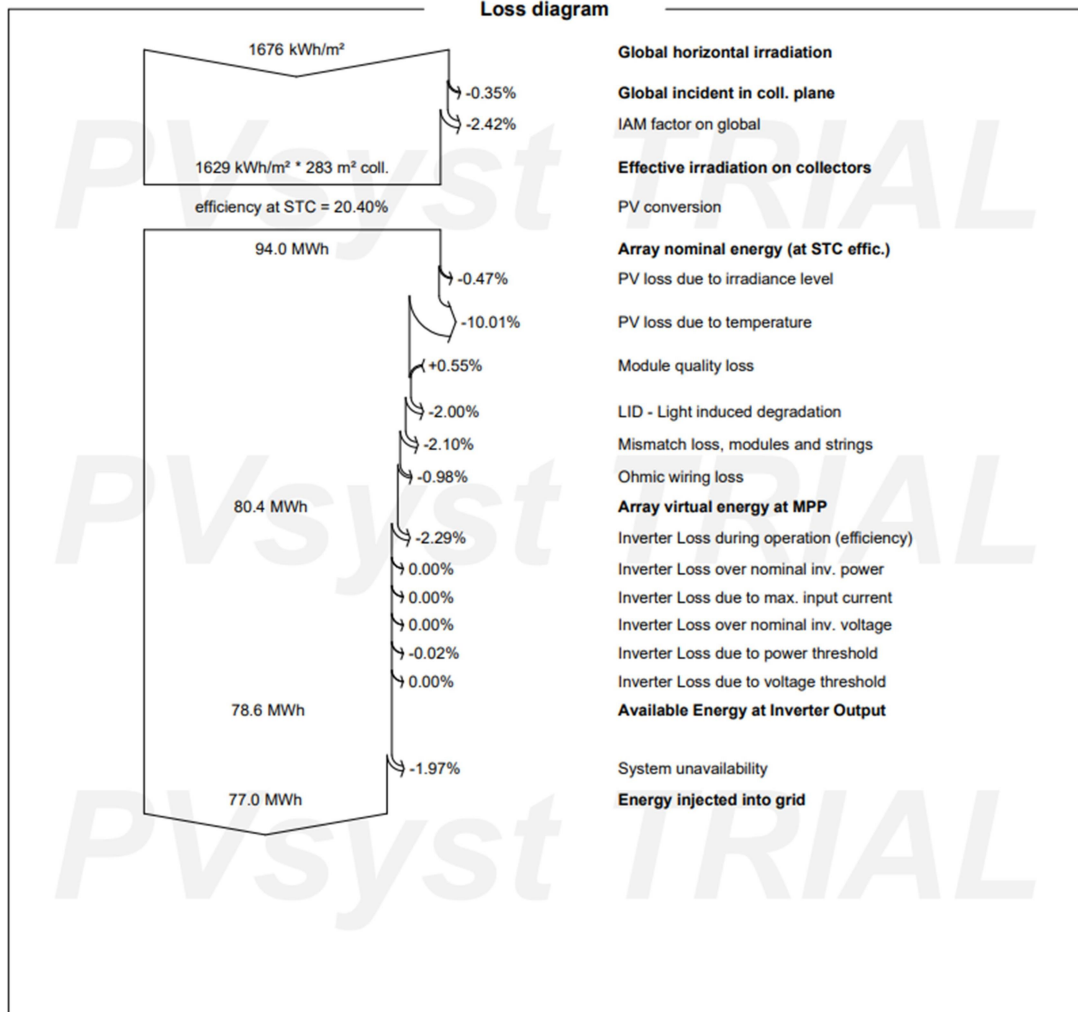 Loss diagram
1676 kWh/m² Global horizontal irradiation
-0.35% Global incident in coll. plane
-2.42% IAM factor on global
1629 kWh/m² * 283 m² coll. Effective irradiation on collectors
efficiency at STC = 20.40% PV conversion
94.0 MWh Array nominal energy (at STC effic.)
-0.47% PV loss due to irradiance level
-10.01% PV loss due to temperature
+0.55% Module quality loss
-2.00% LID - Light induced degradation
-2.10% Mismatch loss, modules and strings
-0.98% Ohmic wiring loss
80.4 MWh Array virtual energy at MPP
-2.29% Inverter Loss during operation (efficiency)
0.00% Inverter Loss over nominal inv. power
0.00% Inverter Loss due to max. input current
0.00% Inverter Loss over nominal inv. voltage
-0.02% Inverter Loss due to power threshold
0.00% Inverter Loss due to voltage threshold
78.6 MWh Available Energy at Inverter Output
-1.97% System unavailability
77.0 MWh Energy injected into grid
PVsyst TRIAL
PVsyst TRIAL
PVsyst TRIAL